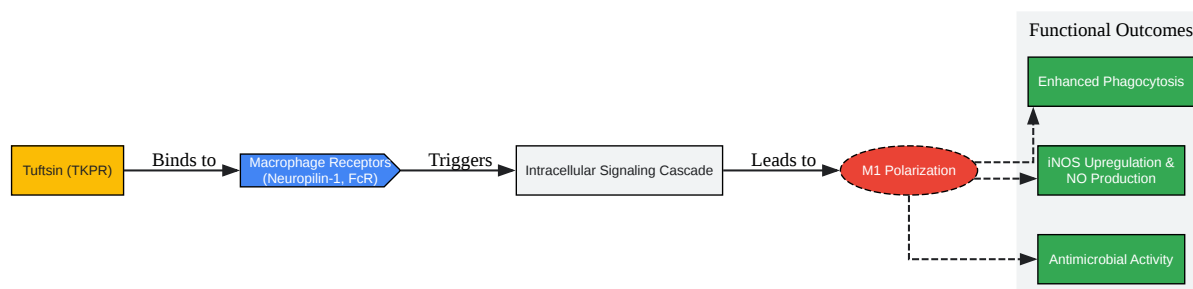 Functional Outcomes
Enhanced Phagocytosis
Tuftsin (TKPR)
Binds to
Macrophage Receptors
(Neuropilin-1, FcR)
Triggers
Intracellular Signaling Cascade
Leads to
M1 Polarization
iNOS Upregulation &
NO Production
Antimicrobial Activity